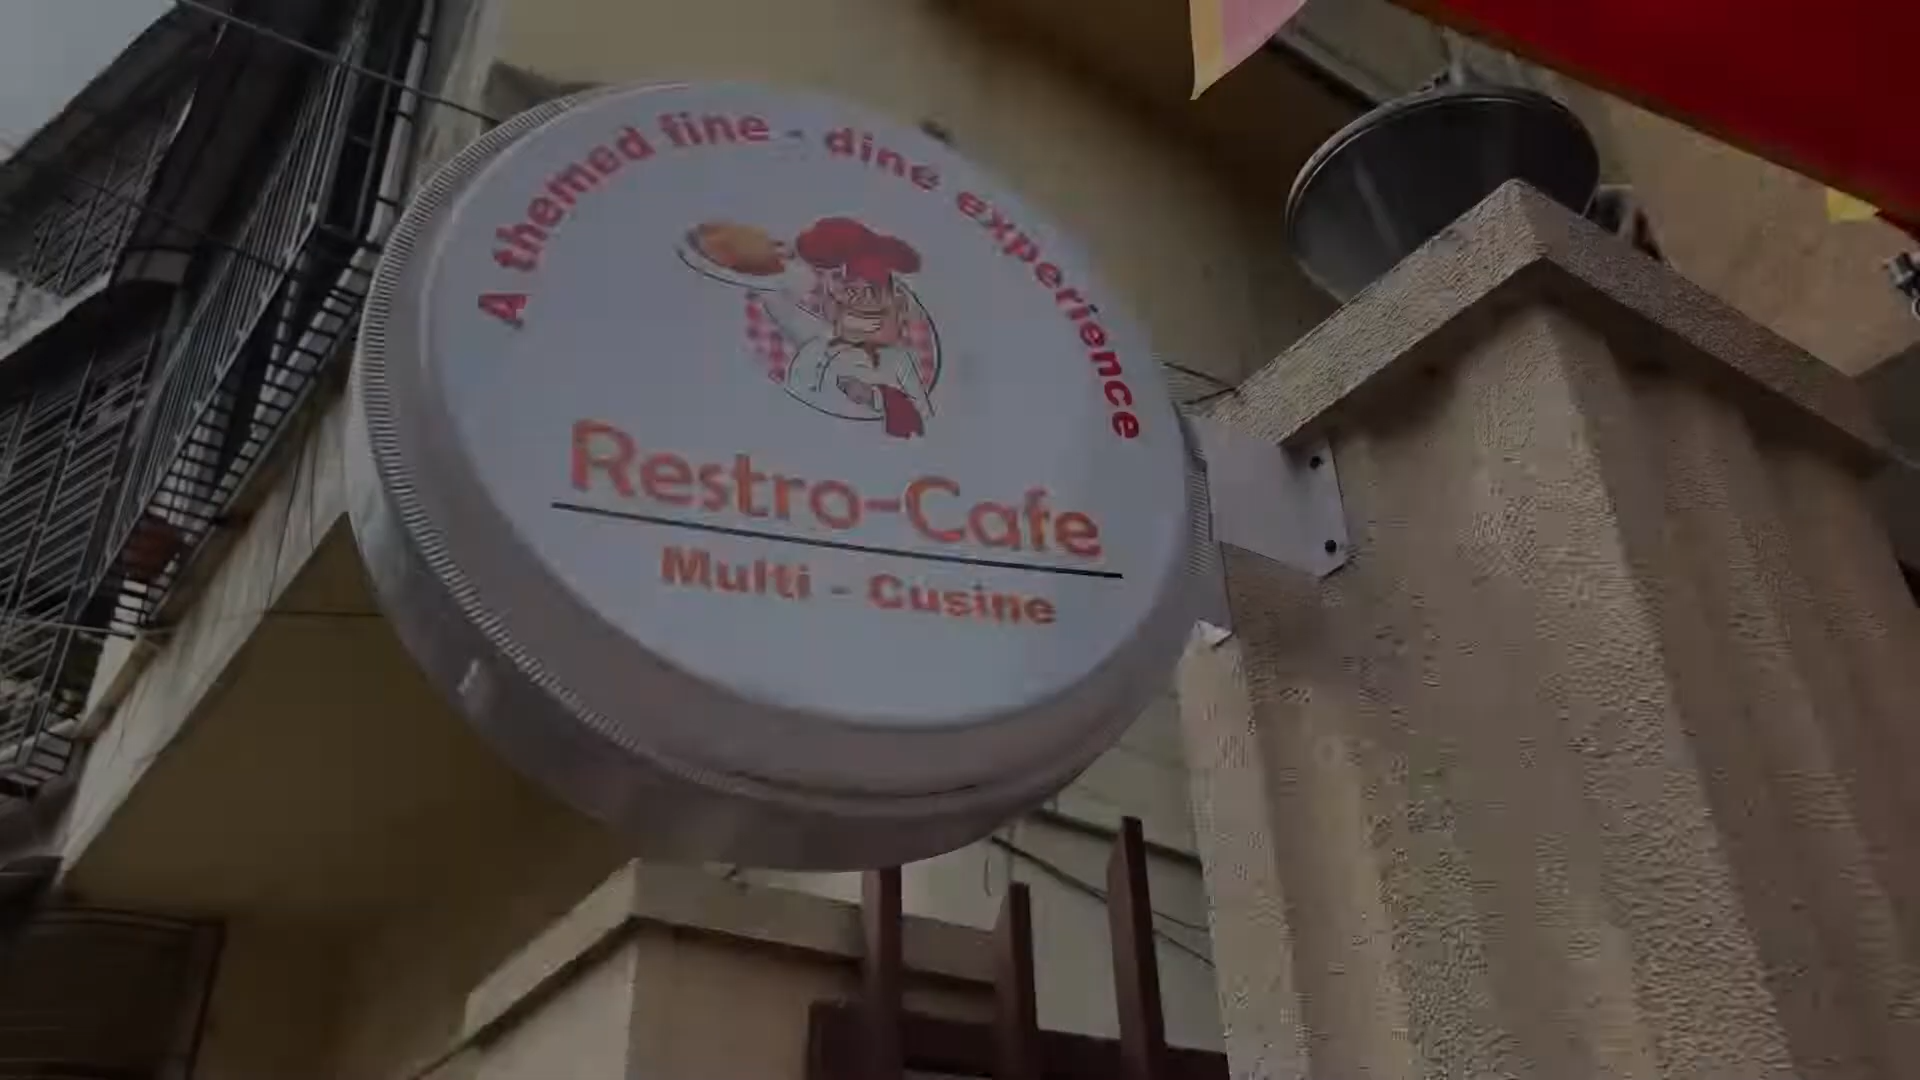 A themed fine - dine experience
Restro-Cafe
Multi - Cusine